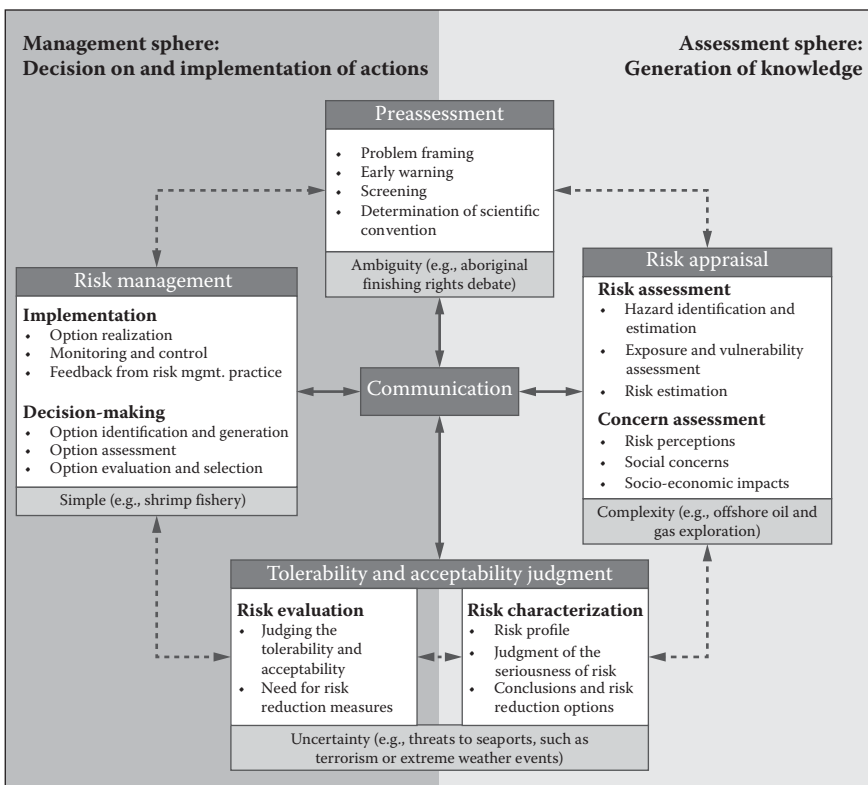 Management sphere:
Decision on and implementation of actions
Assessment sphere:
Generation of knowledge
Preassessment
• Problem framing
• Early warning
• Screening
• Determination of scientific
convention
Ambiguity (e.g., aboriginal
finishing rights debate)
Risk management
Implementation
• Option realization
• Monitoring and control
• Feedback from risk mgmt. practice
Decision-making
• Option identification and generation
• Option assessment
• Option evaluation and selection
Simple (e.g., shrimp fishery)
Communication
Risk appraisal
Risk assessment
• Hazard identification and
estimation
• Exposure and vulnerability
assessment
• Risk estimation
Concern assessment
• Risk perceptions
• Social concerns
• Socio-economic impacts
Complexity (e.g., offshore oil and
gas exploration)
Tolerability and acceptability judgment
Risk evaluation
• Judging the
tolerability and
acceptability
• Need for risk
reduction measures
Risk characterization
• Risk profile
• Judgment of the
seriousness of risk
• Conclusions and risk
reduction options
Uncertainty (e.g., threats to seaports, such as
terrorism or extreme weather events)